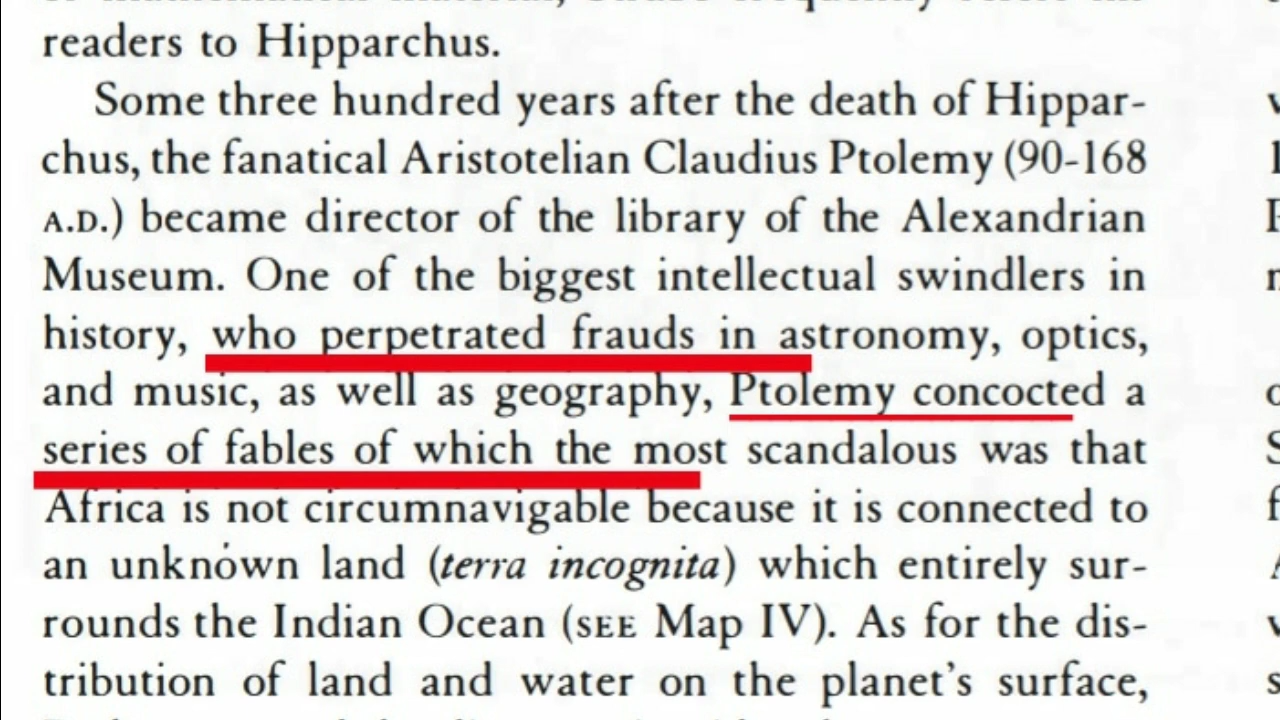 readers to Hipparchus.
Some three hundred years after the death of Hippar-
chus, the fanatical Aristotelian Claudius Ptolemy (90-168
A.D.) became director of the library of the Alexandrian
Museum. One of the biggest intellectual swindlers in
history, who perpetrated frauds in astronomy, optics,
and music, as well as geography, Ptolemy concocted a
series of fables of which the most scandalous was that
Africa is not circumnavigable because it is connected to
an unknown land (terra incognita) which entirely sur-
rounds the Indian Ocean (SEE Map IV). As for the dis-
tribution of land and water on the planet's surface,